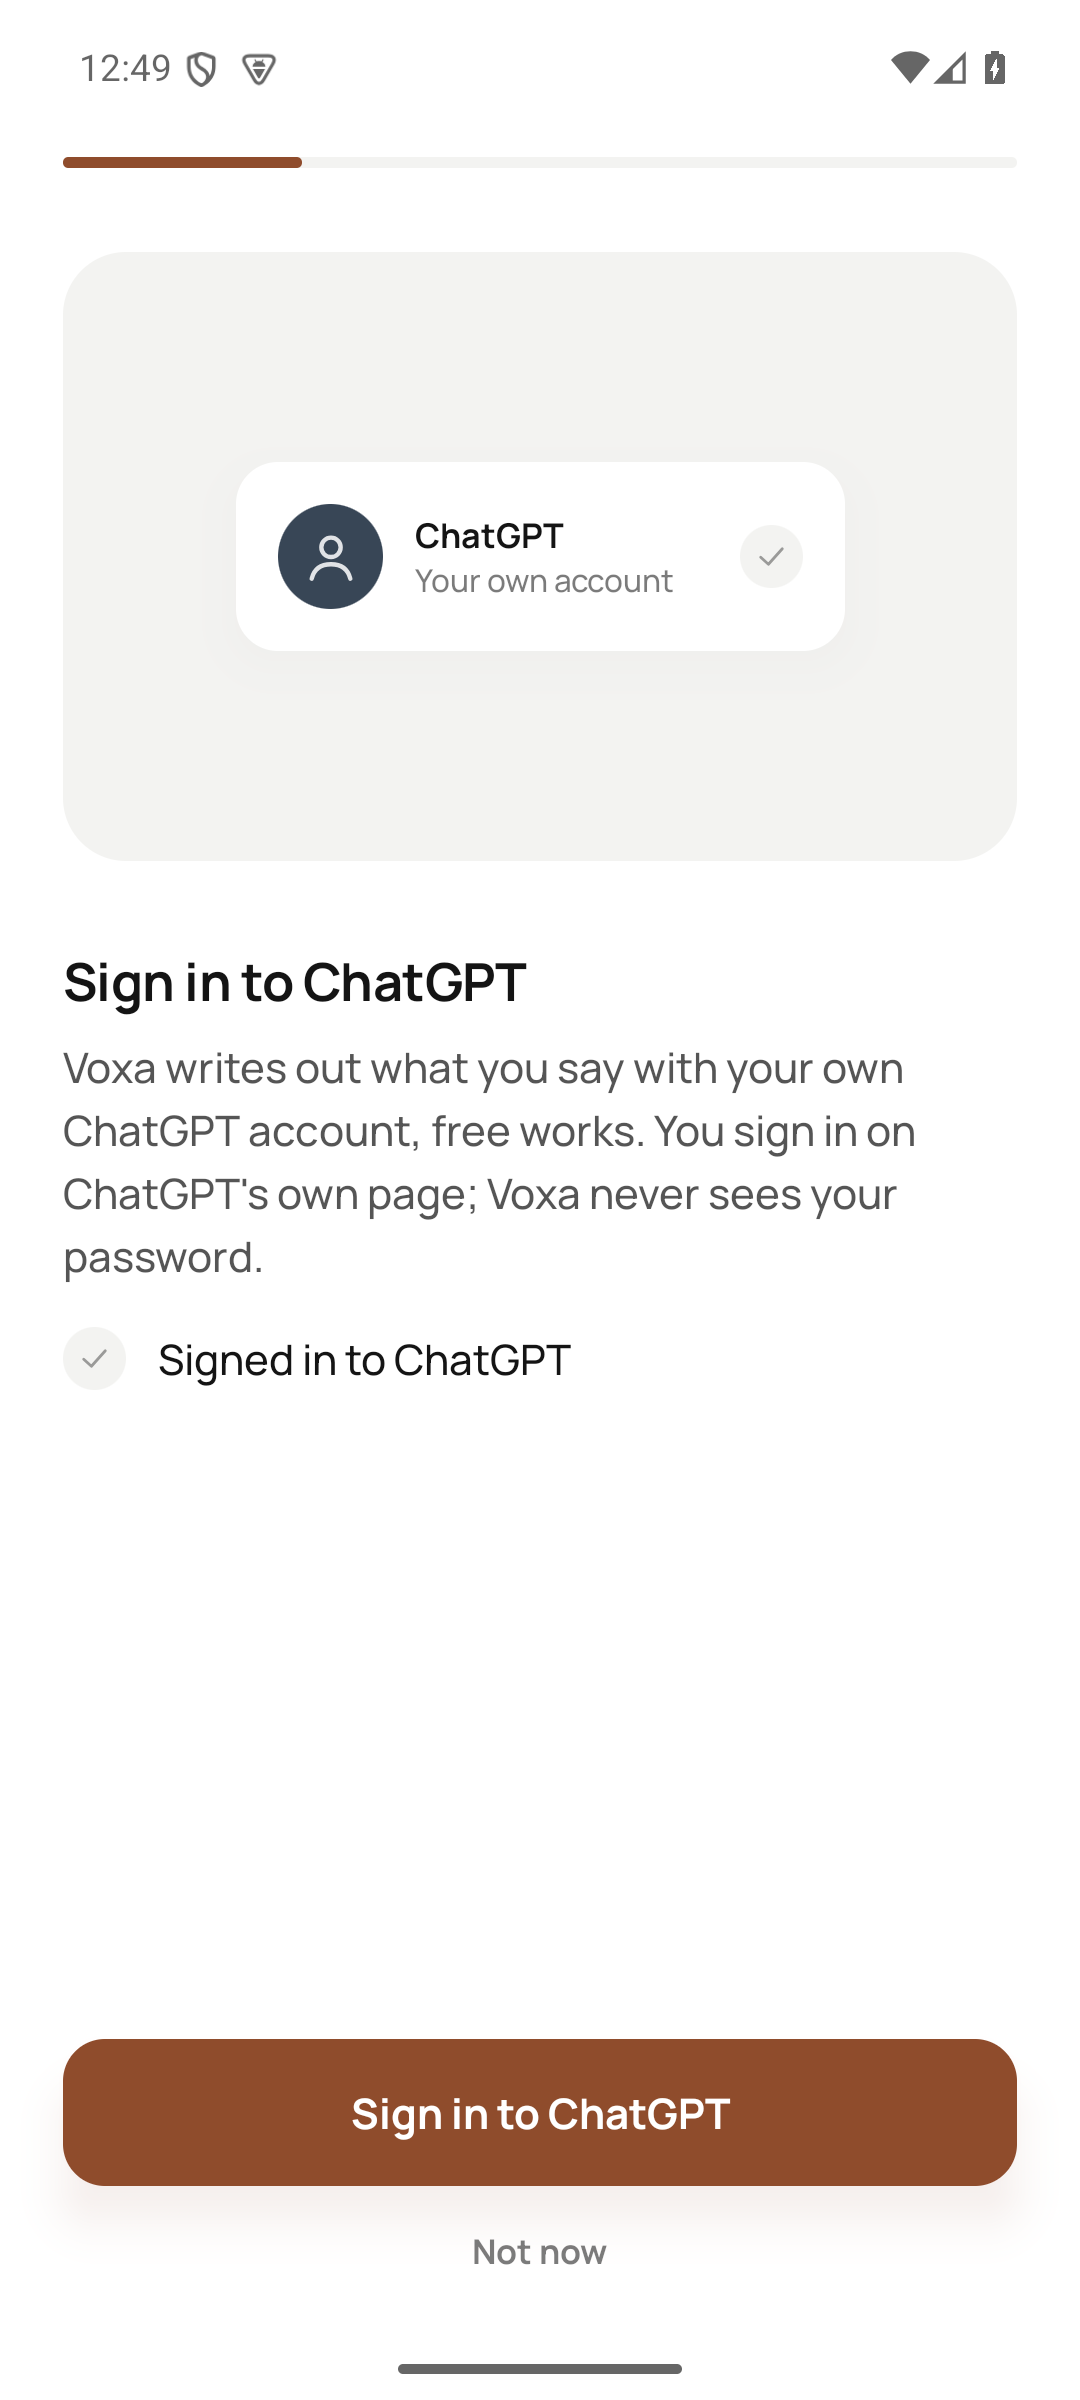 12:49
ChatGPT
Your own account
Sign in to ChatGPT
Voxa writes out what you say with your own
ChatGPT account, free works. You sign in on
ChatGPT's own page; Voxa never sees your
password.
Signed in to ChatGPT
Sign in to ChatGPT
Not now